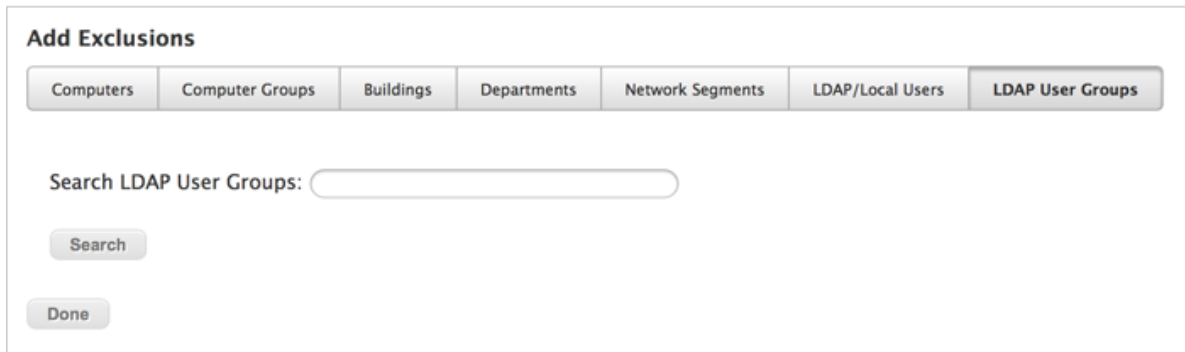 Add Exclusions
Computers Computer Groups Buildings Departments Network Segments LDAP/Local Users LDAP User Groups
Search LDAP User Groups:
Search
Done